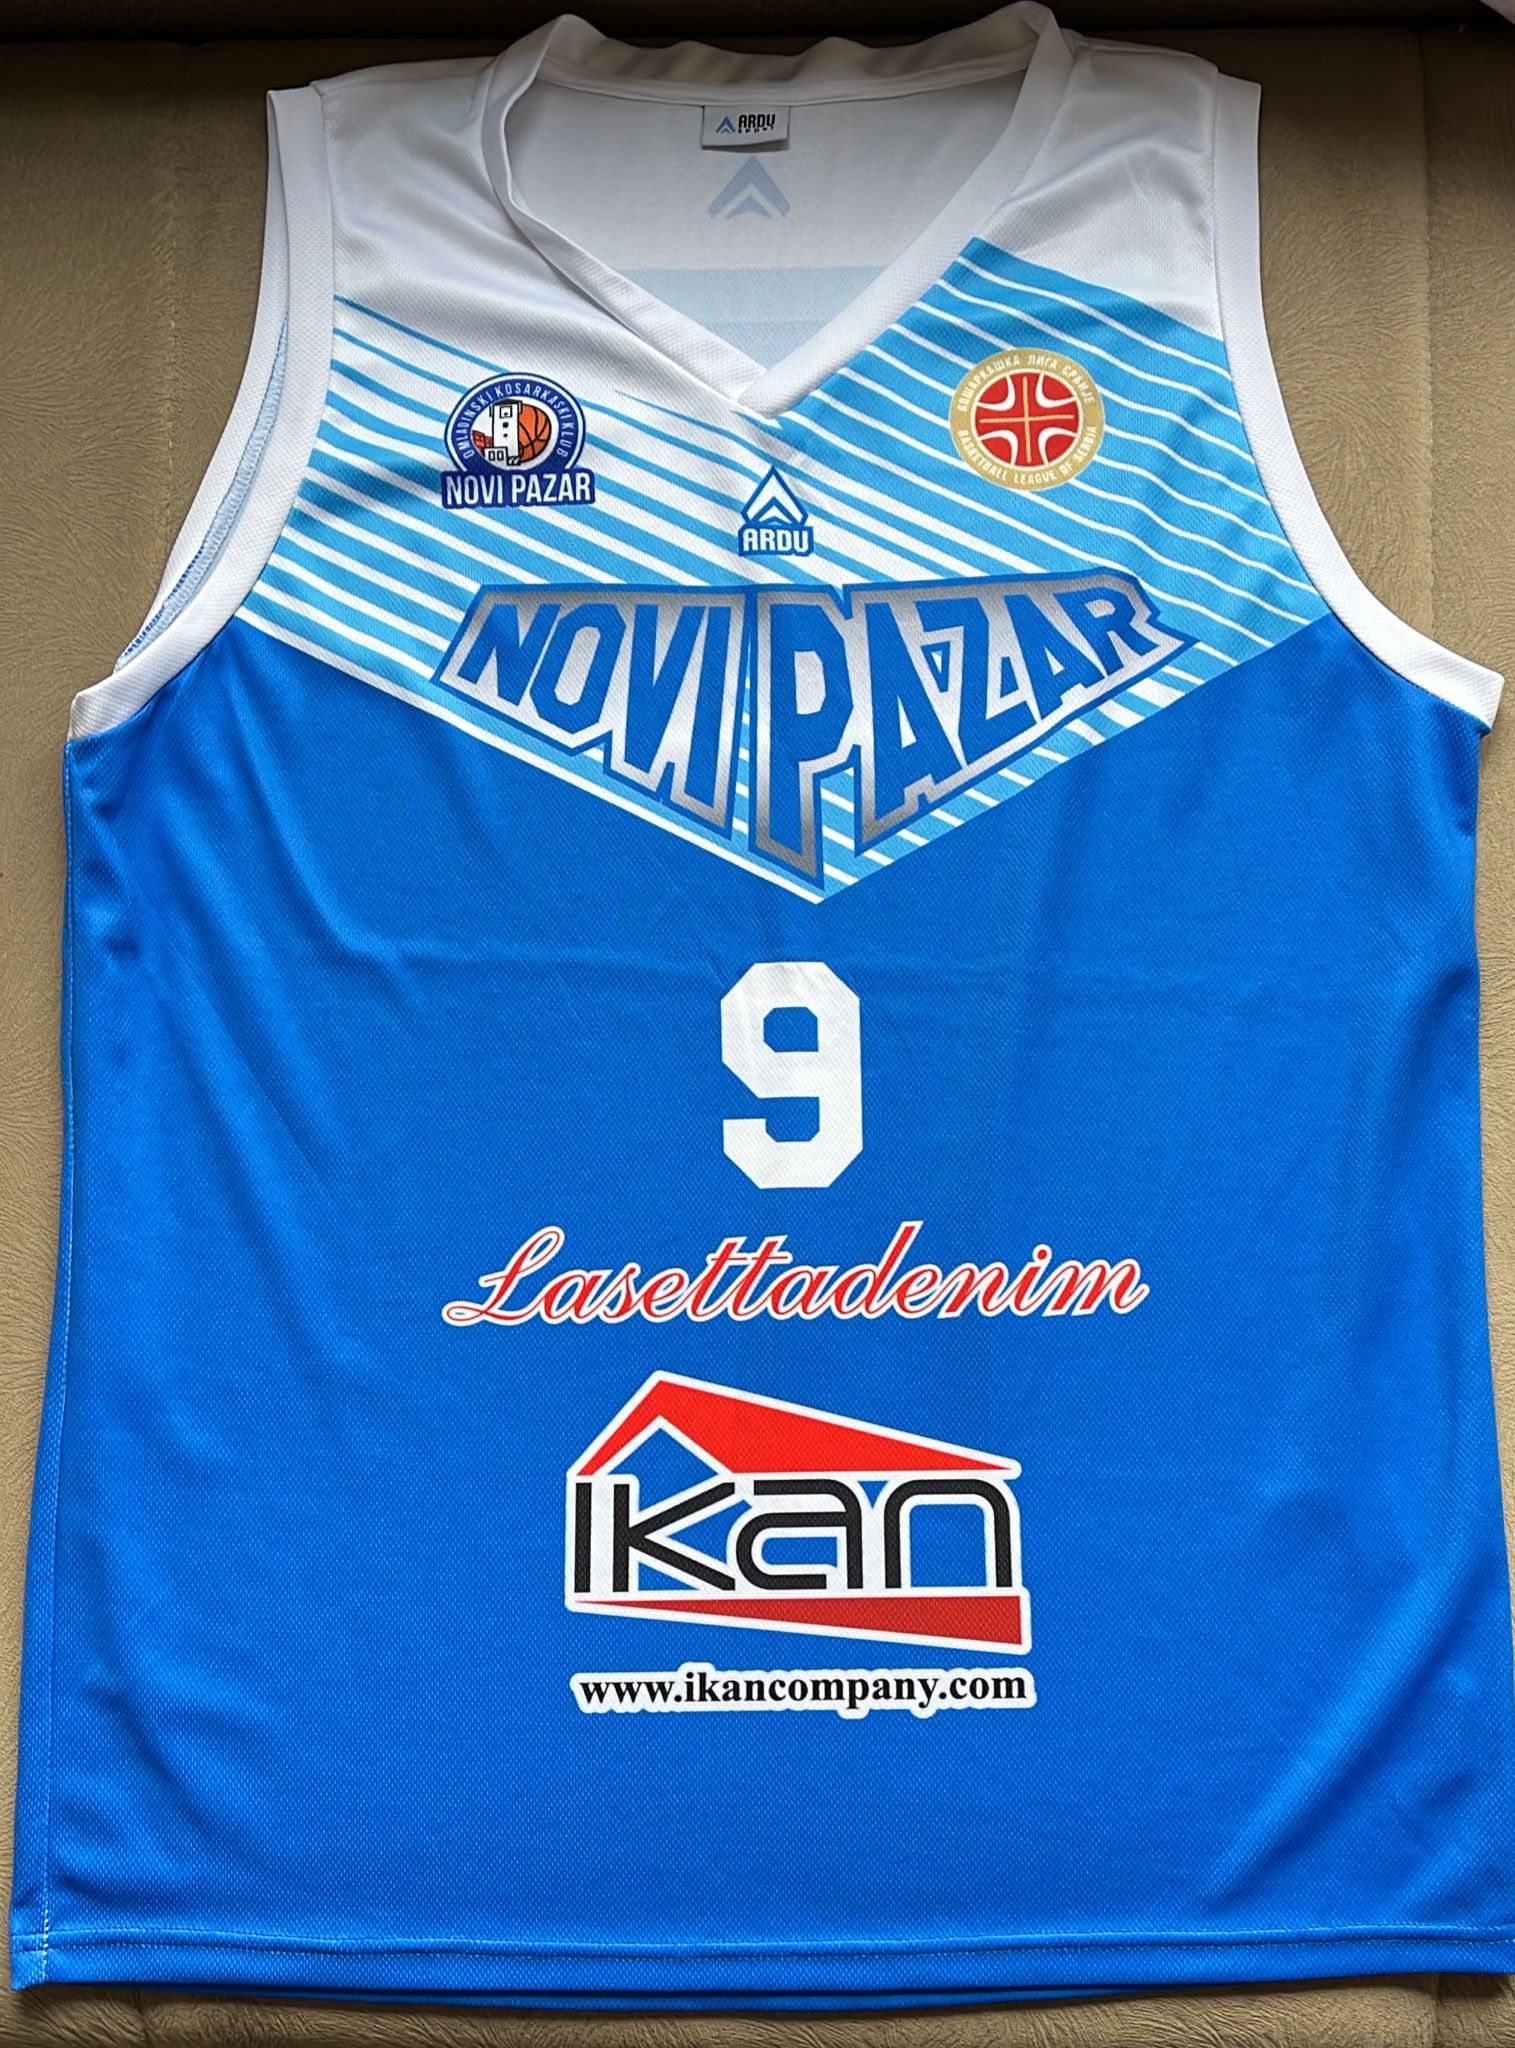 ARDU
SPORT
OMLADINSKI KOSARKASKI KLUB
NOVI PAZAR
КОШАРКАШКА ЛИГА СРБИЈЕ
BASKETBALL LEAGUE OF SERBIA
ARDU
NOVI PAZAR
9
Lasettadenim
ikan
www.ikancompany.com